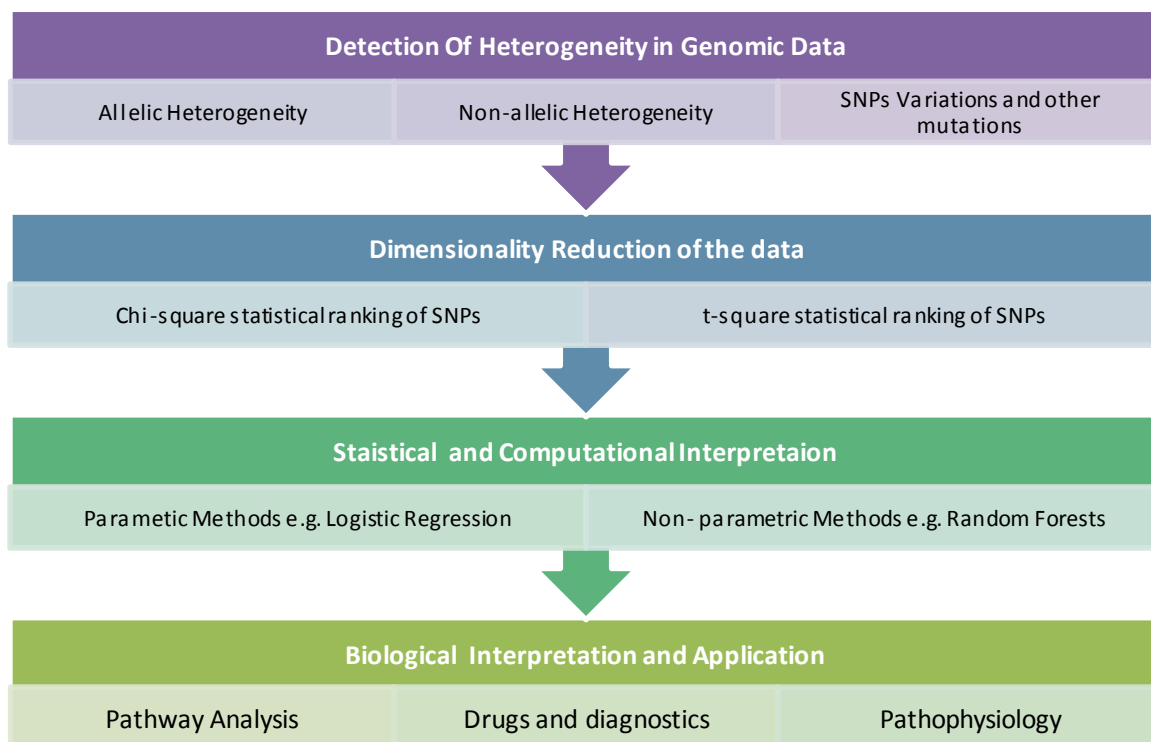 Detection Of Heterogeneity in Genomic Data
Allelic Heterogeneity
Non-allelic Heterogeneity
SNPs Variations and other
mutations
Dimensionality Reduction of the data
Chi-square statistical ranking of SNPs
t-square statistical ranking of SNPs
Staistical and Computational Interpretaion
Parametic Methods e.g. Logistic Regression
Non- parametric Methods e.g. Random Forests
Biological Interpretation and Application
Pathway Analysis
Drugs and diagnostics
Pathophysiology